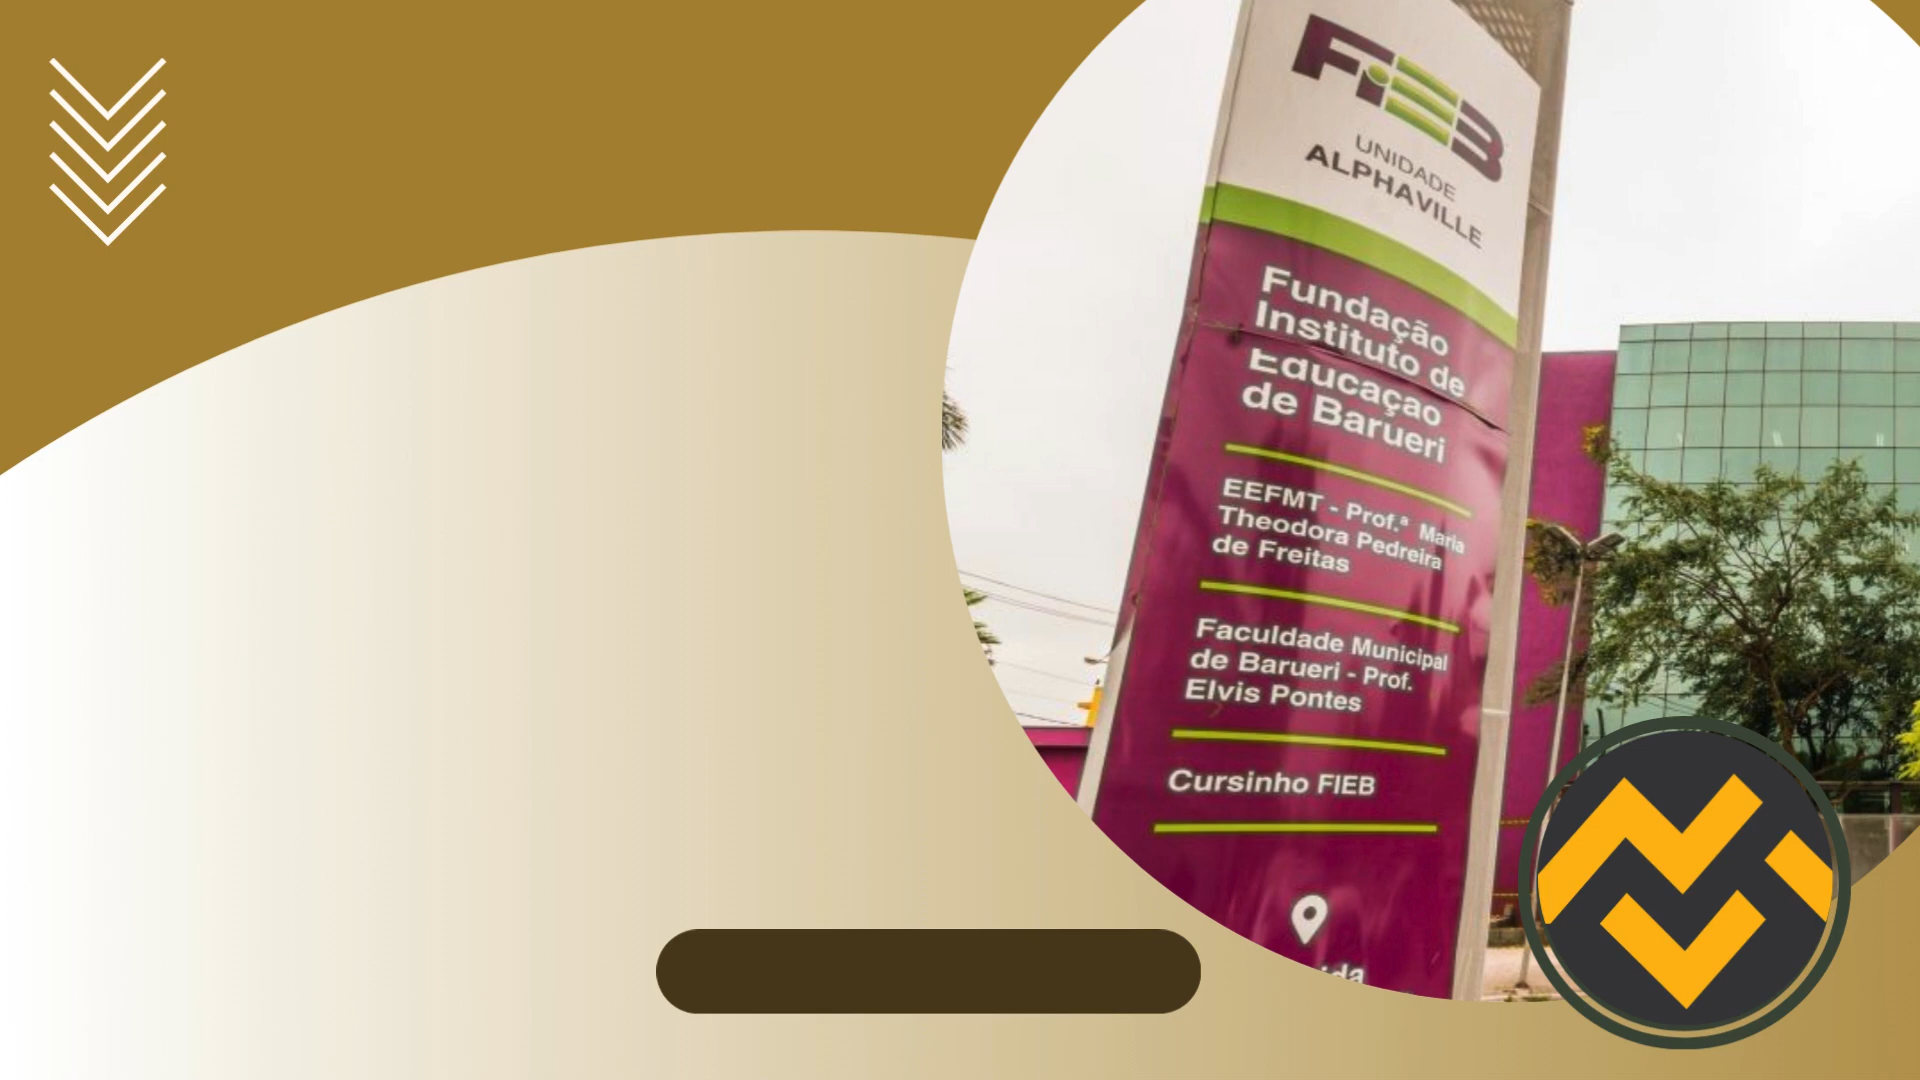 FiEB
UNIDADE
ALPHAVILLE
Fundação
Instituto de
Educação
de Barueri
EEFMT - Prof.ª Maria
Theodora Pedreira
de Freitas
Faculdade Municipal
de Barueri - Prof.
Elvis Pontes
Cursinho FIEB